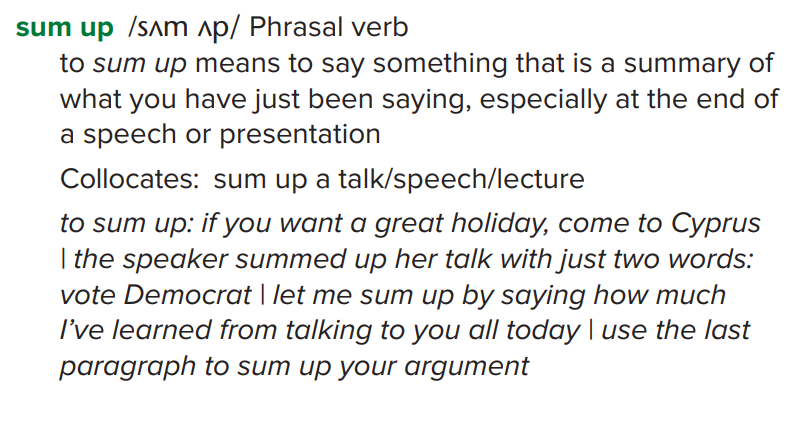 sum up /sʌm ʌp/ Phrasal verb
to sum up means to say something that is a summary of
what you have just been saying, especially at the end of
a speech or presentation
Collocates: sum up a talk/speech/lecture
to sum up: if you want a great holiday, come to Cyprus
| the speaker summed up her talk with just two words:
vote Democrat | let me sum up by saying how much
I’ve learned from talking to you all today | use the last
paragraph to sum up your argument